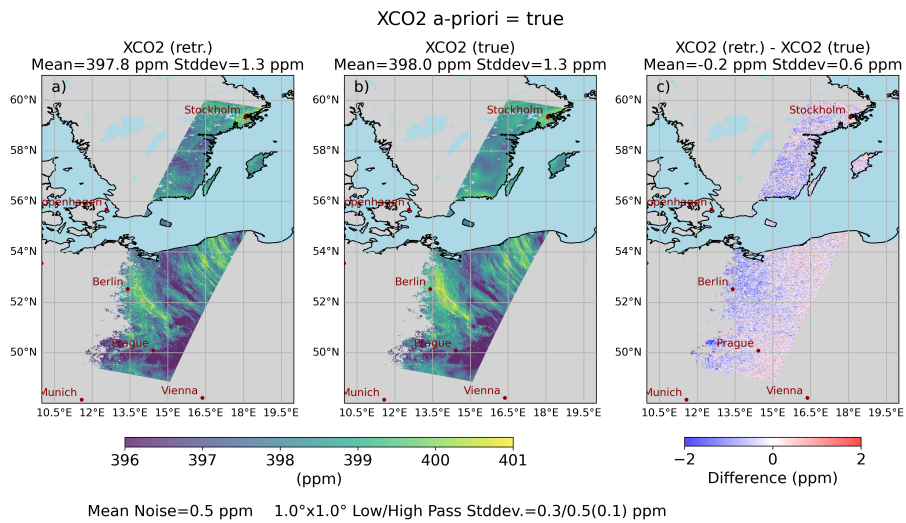 XCO2 a-priori = true
XCO2 (retr.)
Mean=397.8 ppm Stddev=1.3 ppm
XCO2 (true)
Mean=398.0 ppm Stddev=1.3 ppm
XCO2 (retr.) - XCO2 (true)
Mean=-0.2 ppm Stddev=0.6 ppm
a)
60°N
58°N
56°N
54°N
52°N
50°N
Stockholm
openhagen
Berlin
Prague
Vienna
Munich
10.5°E 12°E 13.5°E 15°E 16.5°E 18°E 19.5°E
b)
60°N
58°N
56°N
54°N
52°N
50°N
Stockholm
openhagen
Berlin
Prague
Vienna
Munich
10.5°E 12°E 13.5°E 15°E 16.5°E 18°E 19.5°E
c)
60°N
58°N
56°N
54°N
52°N
50°N
Stockholm
openhagen
Berlin
Prague
Vienna
Munich
10.5°E 12°E 13.5°E 15°E 16.5°E 18°E 19.5°E
396 397 398 399 400 401
(ppm)
−2 0 2
Difference (ppm)
Mean Noise=0.5 ppm 1.0°x1.0° Low/High Pass Stddev.=0.3/0.5(0.1) ppm